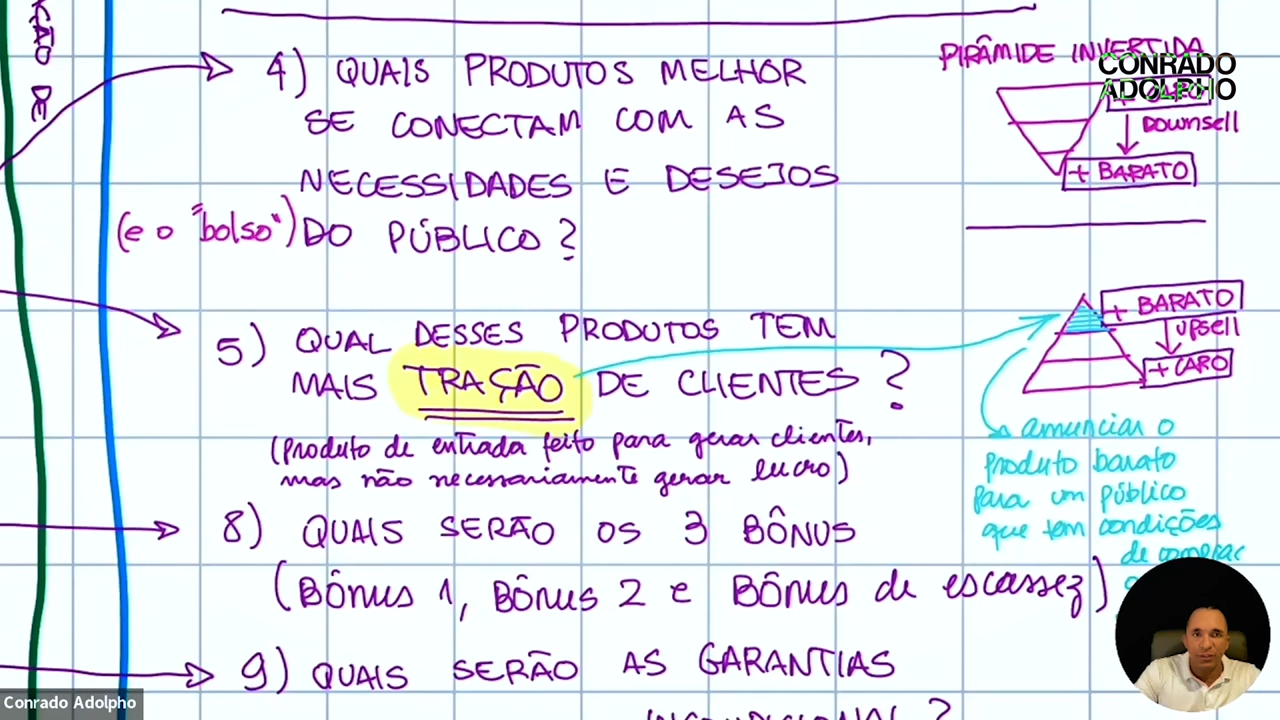 ÇÃO DE
4) QUAIS PRODUTOS MELHOR
SE CONECTAM COM AS
NECESSIDADES E DESEJOS
(e o "bolso") DO PÚBLICO?
5) QUAL DESSES PRODUTOS TEM
MAIS TRAÇÃO DE CLIENTES?
(produto de entrada feito para gerar clientes,
mas não necessariamente gerar lucro)
8) QUAIS SERÃO OS 3 BÔNUS
(BÔNUS 1, BÔNUS 2 e BÔNUS de escassez)
9) QUAIS SERÃO AS GARANTIAS
PIRÂMIDE INVERTIDA
CONRADO
ADOLPHO
DOWNSELL
+ BARATO
+ BARATO
UPSELL
+ CARO
anunciar o
produto barato
para um público
que tem condições
de comprar
Conrado Adolpho